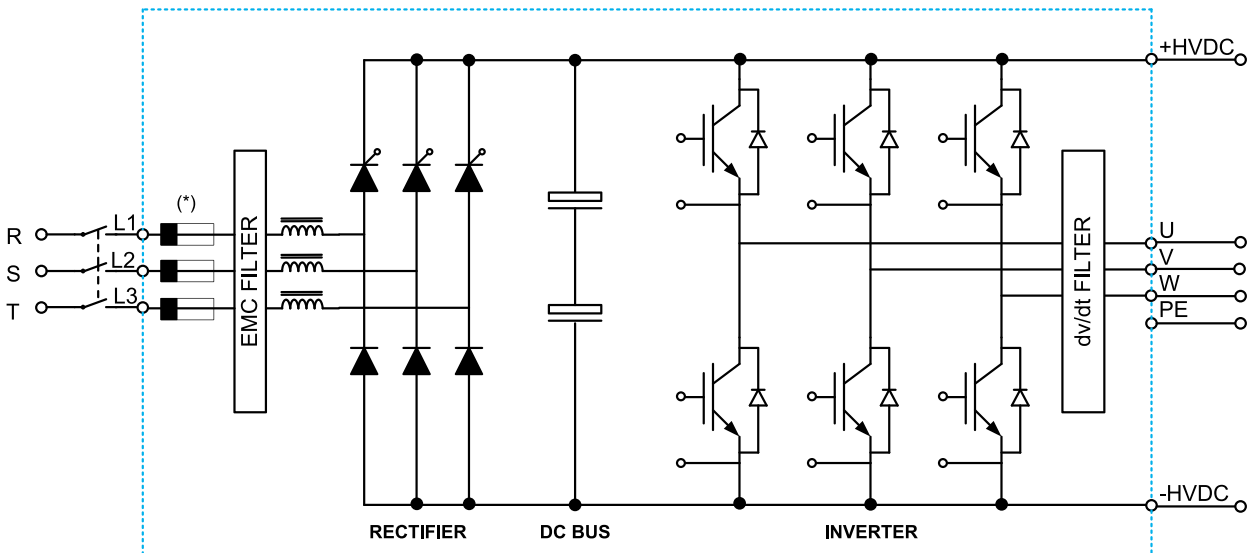 +HVDC
(*)
R
L1
S
L2
T
L3
EMC FILTER
dv/dt FILTER
U
V
W
PE
-HVDC
RECTIFIER
DC BUS
INVERTER